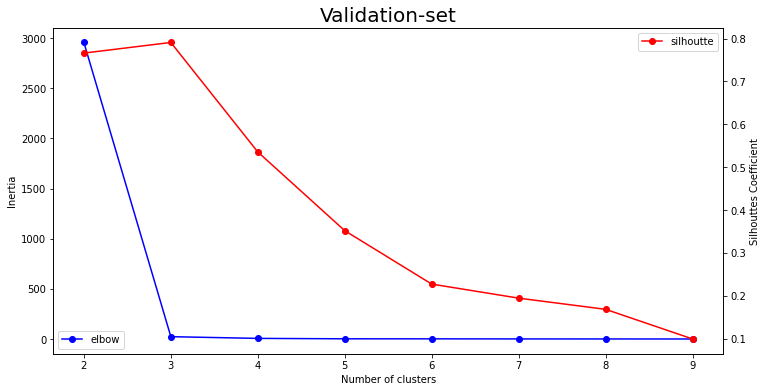 Validation-set
3000
2500
2000
1500
1000
500
0
Inertia
elbow
silhoutte
0.8
0.7
0.6
0.5
0.4
0.3
0.2
0.1
Silhouttes Coefficient
2 3 4 5 6 7 8 9
Number of clusters